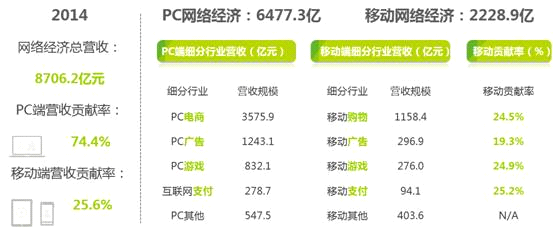 2014
网络经济总营收：
8706.2亿元
PC端营收贡献率：
74.4%
移动端营收贡献率：
25.6%
PC网络经济：6477.3亿
移动网络经济：2228.9亿
PC端细分行业营收（亿元）
移动端细分行业营收（亿元）
移动贡献率（%）
细分行业 营收规模 细分行业 营收规模 移动贡献率
PC电商 3575.9 移动购物 1158.4 24.5%
PC广告 1243.1 移动广告 296.9 19.3%
PC游戏 832.1 移动游戏 276.0 24.9%
互联网支付 278.7 移动支付 94.1 25.2%
PC其他 547.5 移动其他 403.6 N/A